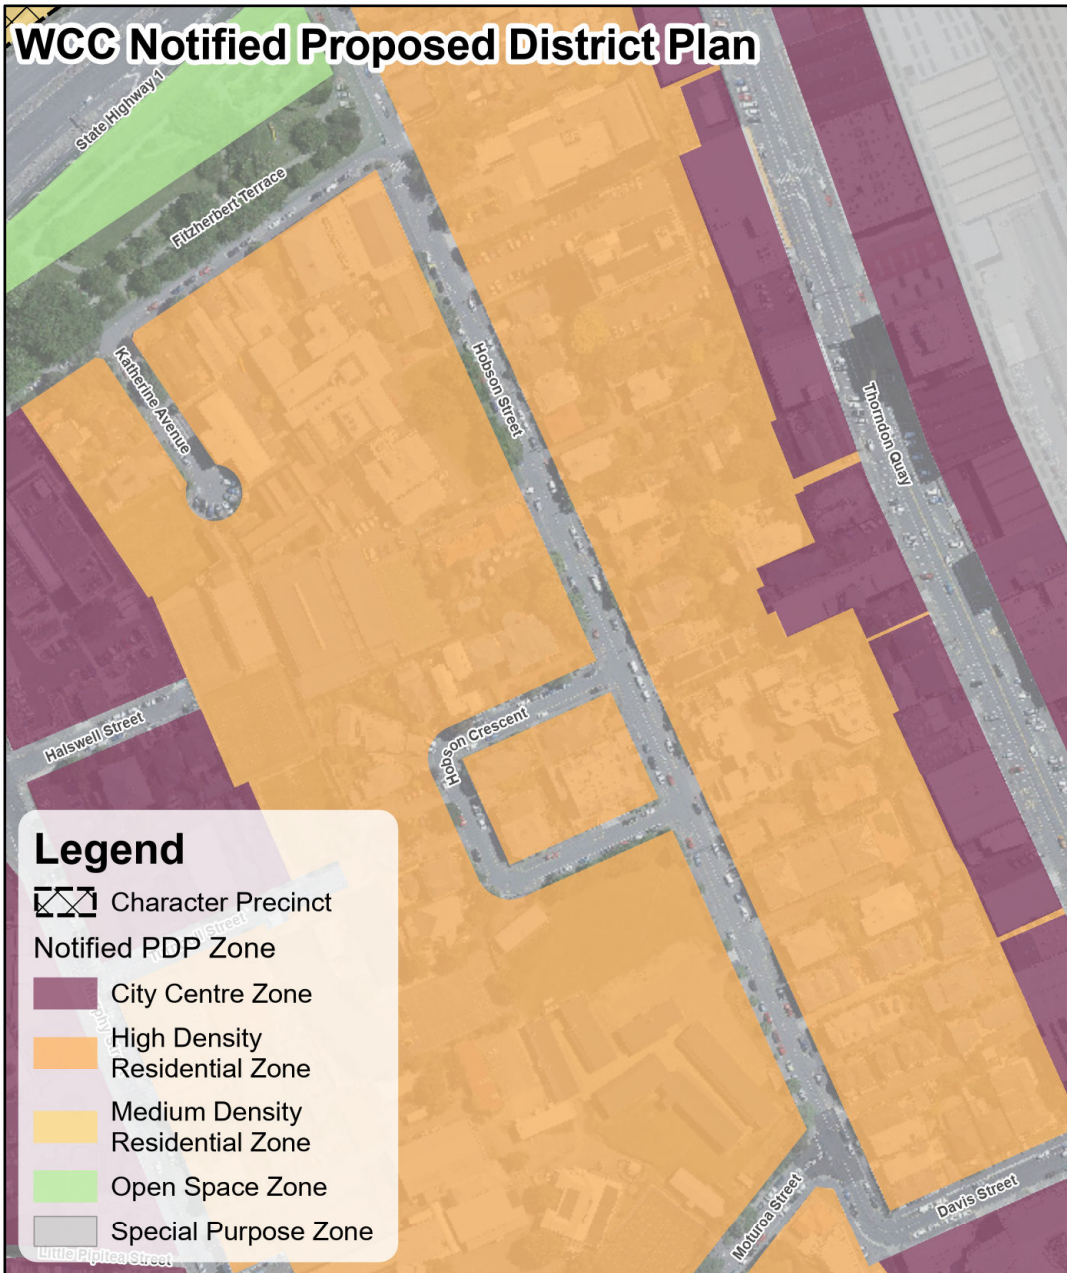 WCC Notified Proposed District Plan
State Highway 1
Fitzherbert Terrace
Katherine Avenue
Hobson Street
Thorndon Quay
Hobson Crescent
Halswell Street
Legend
Character Precinct
Notified PDP Zone
City Centre Zone
High Density
Residential Zone
Medium Density
Residential Zone
Open Space Zone
Special Purpose Zone
Little Pipitea Street
Moturoa Street
Davis Street